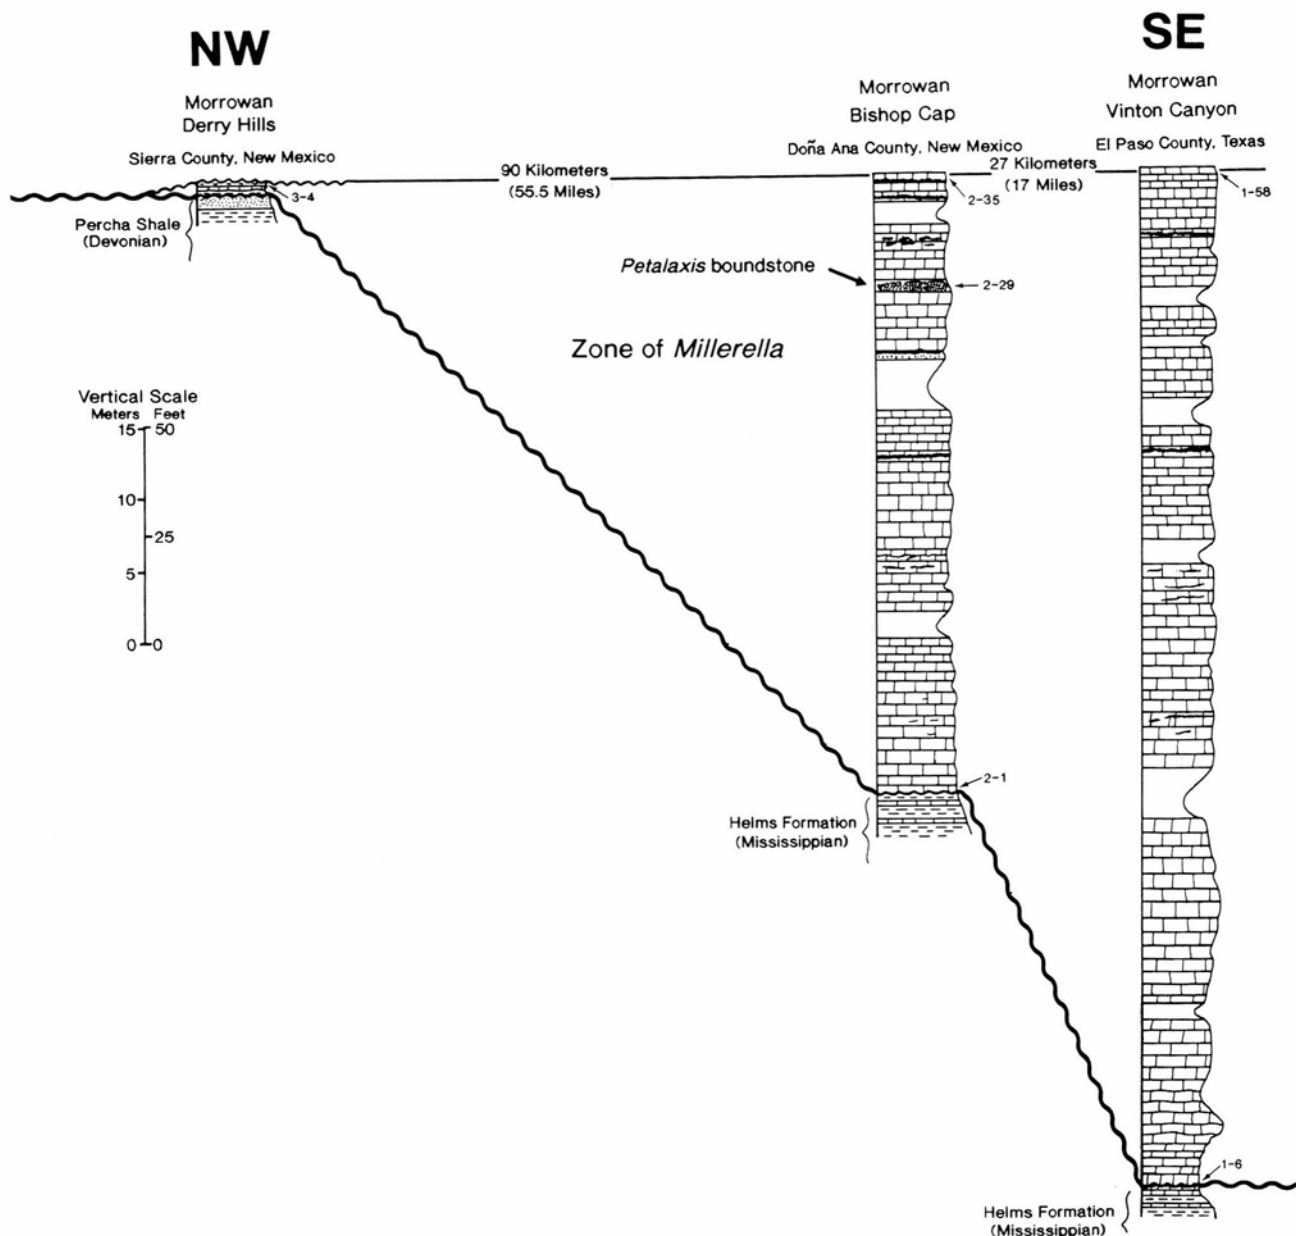 NW
SE
Morrowan
Derry Hills
Sierra County, New Mexico
Morrowan
Bishop Cap
Doña Ana County, New Mexico
Morrowan
Vinton Canyon
El Paso County, Texas
90 Kilometers
(55.5 Miles)
27 Kilometers
(17 Miles)
3-4
2-35
1-58
Percha Shale
(Devonian)
Petalaxis boundstone
2-29
Zone of Millerella
Vertical Scale
Meters Feet
15 50
10
25
5
0 0
2-1
Helms Formation
(Mississippian)
1-6
Helms Formation
(Mississippian)